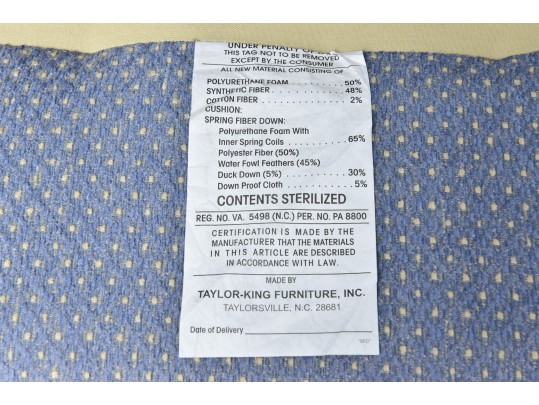 UNDER PENALTY OF
THIS TAG NOT TO BE REMOVED
EXCEPT BY THE CONSUMER
ALL NEW MATERIAL CONSISTING OF
POLYURETHANE FOAM . . . . . . . . . . 50%
SYNTHETIC FIBER . . . . . . . . . . . . . 48%
COTTON FIBER . . . . . . . . . . . . . . . 2%
CUSHION:
SPRING FIBER DOWN:
Polyurethane Foam With
Inner Spring Coils . . . . . . . . . . 65%
Polyester Fiber (50%)
Water Fowl Feathers (45%)
Duck Down (5%) . . . . . . . . . . . 30%
Down Proof Cloth . . . . . . . . . . . 5%
CONTENTS STERILIZED
REG. NO. VA. 5498 (N.C.) PER. NO. PA 8800
CERTIFICATION IS MADE BY THE
MANUFACTURER THAT THE MATERIALS
IN THIS ARTICLE ARE DESCRIBED
IN ACCORDANCE WITH LAW.
MADE BY
TAYLOR-KING FURNITURE, INC.
TAYLORSVILLE, N.C. 28681
Date of Delivery